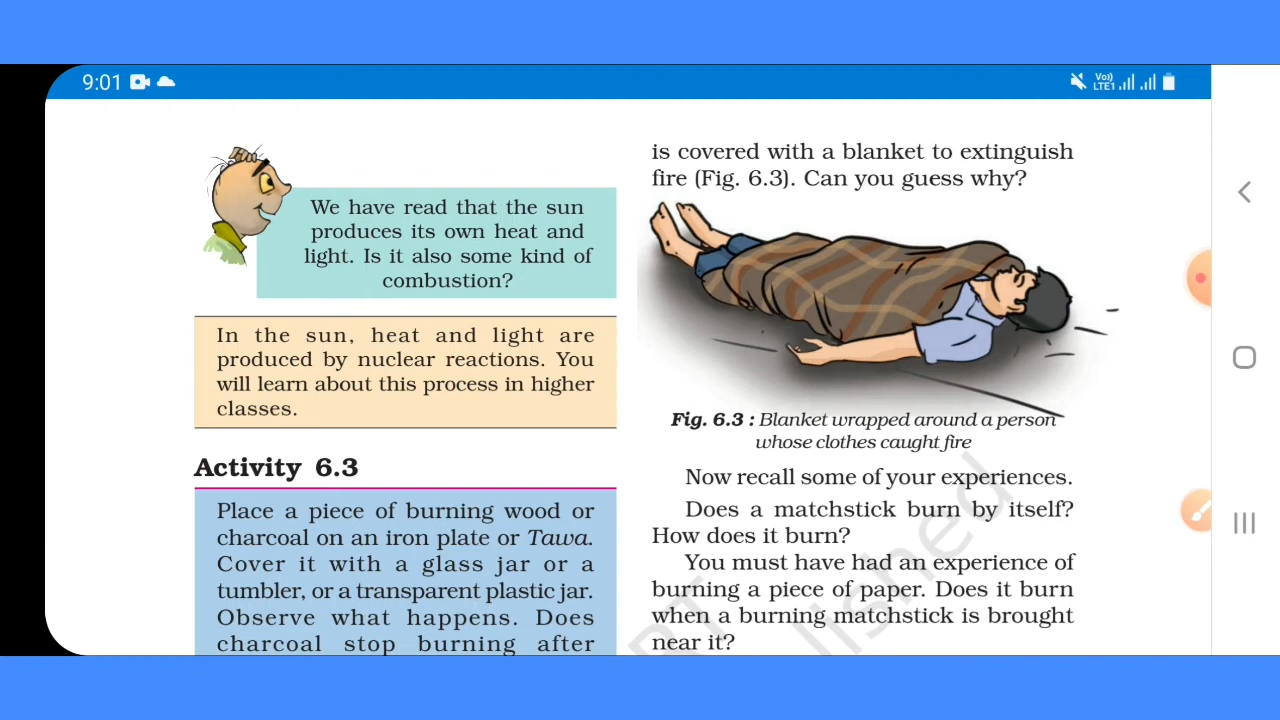 9:01
Vo))
LTE1
We have read that the sun
produces its own heat and
light. Is it also some kind of
combustion?
In the sun, heat and light are
produced by nuclear reactions. You
will learn about this process in higher
classes.
Activity 6.3
Place a piece of burning wood or
charcoal on an iron plate or Tawa.
Cover it with a glass jar or a
tumbler, or a transparent plastic jar.
Observe what happens. Does
charcoal stop burning after
is covered with a blanket to extinguish
fire (Fig. 6.3). Can you guess why?
Fig. 6.3 : Blanket wrapped around a person
whose clothes caught fire
Now recall some of your experiences.
Does a matchstick burn by itself?
How does it burn?
You must have had an experience of
burning a piece of paper. Does it burn
when a burning matchstick is brought
near it?